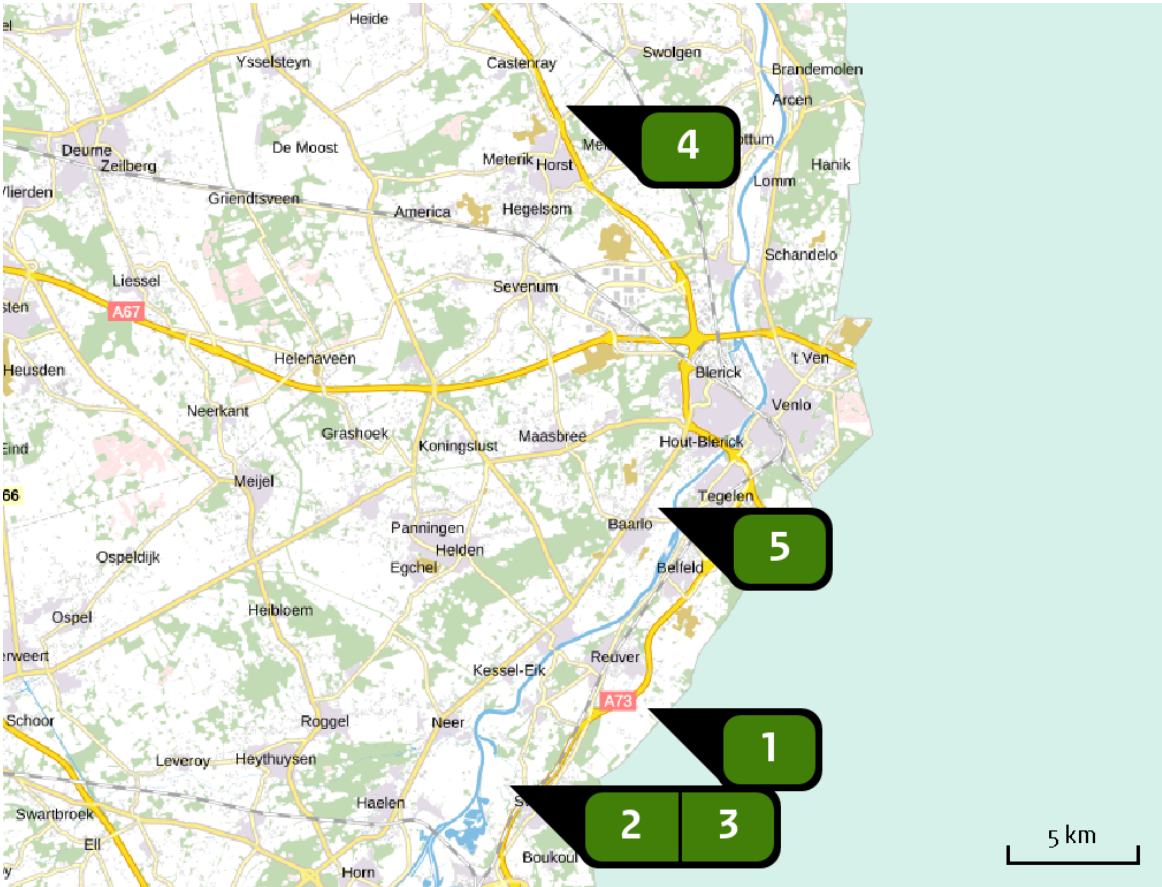 Heide
Swolgen
Ysselsteyn
Castenray
Brandemolen
Arcen
4
De Moost
Deurne
Zeilberg
Meterik
Horst
Lomm
Hanik
Griendtsveen
America
Hegelsom
Schandelo
Liessel
Sevenum
A67
Helenaveen
't Ven
Heusden
Blerick
Neerkant
Venlo
Grashoek
Koningslust
Maasbree
Hout-Blerick
Meijel
66
Tegelen
Panningen
Baarlo
5
Helden
Ospeldijk
Egchel
Belfeld
Heibloem
Ospel
Reuver
Kessel-Eik
A73
Schoor
Roggel
Neer
1
Leveroy
Heythuysen
Haelen
Swartbroek
2
3
5 km
Ell
Boukoul
Horn